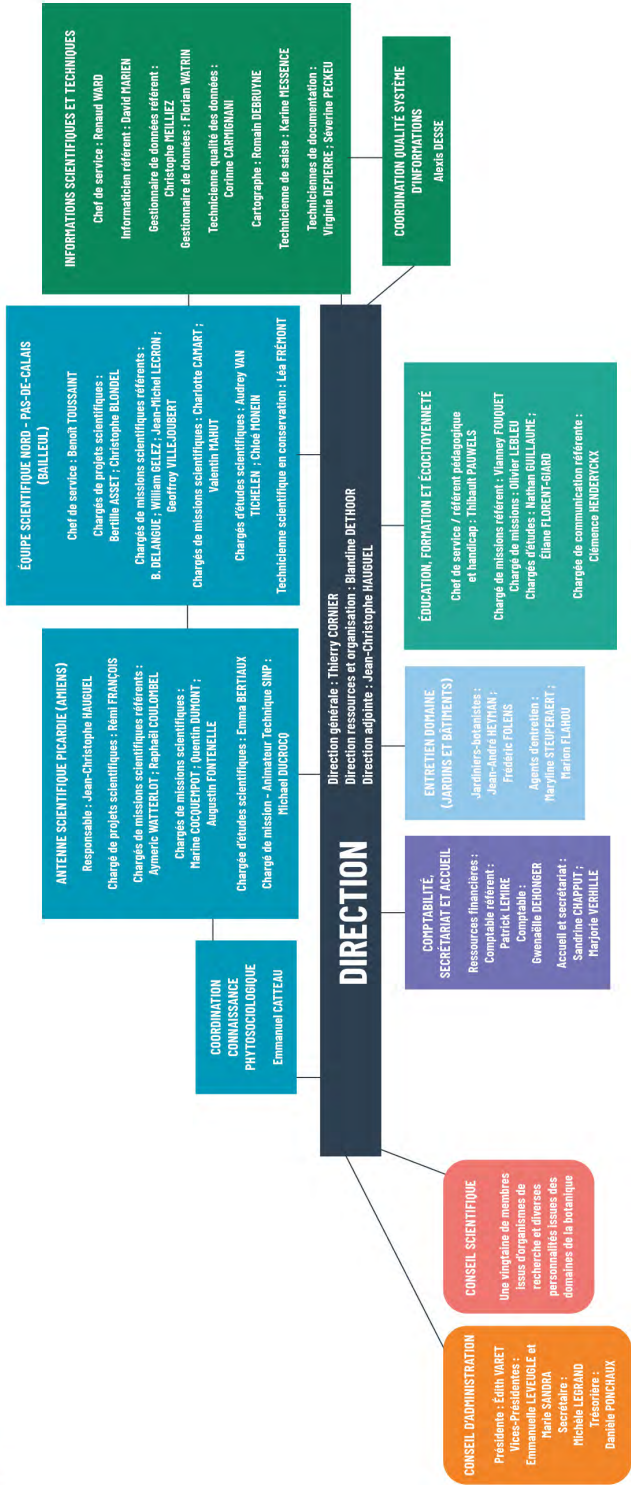 CONSEIL D'ADMINISTRATION
Présidente : Édith VARET
Vices-Présidentes :
Emmanuelle LEVEUGLE et
Marie SANDRA
Secrétaire :
Michèle LEGRAND
Trésorière :
Danièle PONCHAUX
CONSEIL SCIENTIFIQUE
Une vingtaine de membres
issus d'organismes de
recherche et diverses
personnalités issues des
domaines de la botanique
DIRECTION
Direction générale : Thierry CORNIER
Direction ressources et organisation : Blandine DETHOOR
Direction adjointe : Jean-Christophe HAUGUEL
COORDINATION
CONNAISSANCE
PHYTOSOCIOLOGIQUE
Emmanuel CATTEAU
ANTENNE SCIENTIFIQUE PICARDIE (AMIENS)
Responsable : Jean-Christophe HAUGUEL
Chargé de projets scientifiques : Rémi FRANÇOIS
Chargés de missions scientifiques référents :
Aymeric WATTERLOT ; Raphaël COULOMBEL
Chargés de missions scientifiques :
Marine COCQUEMPOT ; Quentin DUMONT ;
Augustin FONTENELLE
Chargée d'études scientifiques : Emma BERTIAUX
Chargé de mission - Animateur Technique SINP :
Michael DUCROCQ
ÉQUIPE SCIENTIFIQUE NORD - PAS-DE-CALAIS
(BAILLEUL)
Chef de service : Benoît TOUSSAINT
Chargés de projets scientifiques :
Bertille ASSET ; Christophe BLONDEL
Chargés de missions scientifiques référents :
B. DELANGUE ; William GELEZ ; Jean-Michel LECRON ;
Geoffroy VILLEJOUBERT
Chargés de missions scientifiques : Charlotte CAMART ;
Valentin MAHUT
Chargés d'études scientifiques : Audrey VAN
TICHELEN ; Chloé MONEIN
Technicienne scientifique en conservation : Léa FRÉMONT
INFORMATIONS SCIENTIFIQUES ET TECHNIQUES
Chef de service : Renaud WARD
Informaticien référent : David MARIEN
Gestionnaire de données référent :
Christophe MEILLIEZ
Gestionnaire de données : Florian WATRIN
Technicienne qualité des données :
Corinne CARMIGNANI
Cartographe : Romain DEBRUYNE
Technicienne de saisie : Karine MESSENCE
Techniciennes de documentation :
Virginie DEPIERRE ; Séverine PECKEU
COMPTABILITÉ,
SECRÉTARIAT ET ACCUEIL
Ressources financières :
Comptable référent :
Patrick LEMIRE
Comptable :
Gwenaëlle DEHONGER
Accueil et secrétariat :
Sandrine CHAPPUT ;
Marjorie VERHILLE
ENTRETIEN DOMAINE
(JARDINS ET BÂTIMENTS)
Jardiniers-botanistes :
Jean-André HEYMAN ;
Frédéric FOLENS
Agents d'entretien :
Maryline STEUPERAERT ;
Marion FLAHOU
ÉDUCATION, FORMATION ET ÉCOCITOYENNETÉ
Chef de service / référent pédagogique
et handicap : Thibault PAUWELS
Chargé de missions référent : Vianney FOUQUET
Chargé de missions : Olivier LEBLEU
Chargés d'études : Nathan GUILLAUME ;
Éliane FLORENT-GIARD
Chargée de communication référente :
Clémence HENDERYCKX
COORDINATION QUALITÉ SYSTÈME
D'INFORMATIONS
Alexis DESSE